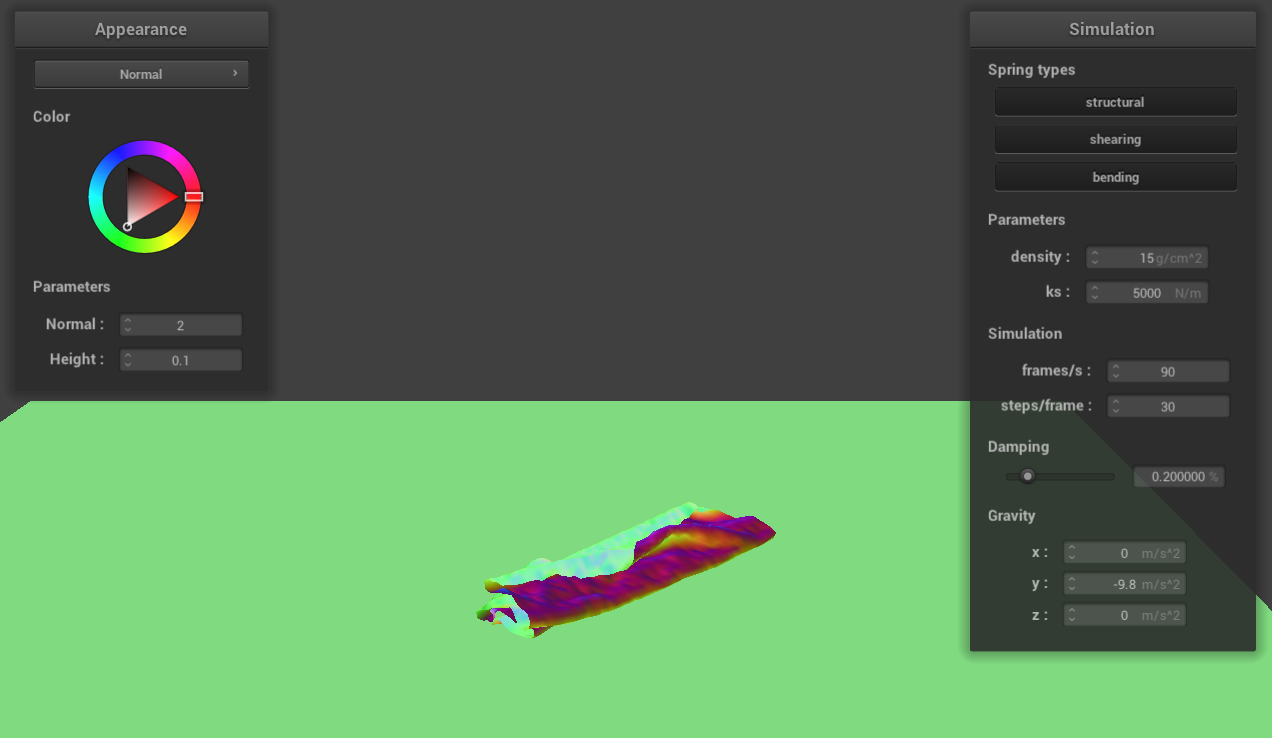 Appearance
Normal
Color
Parameters
Normal : 2
Height : 0.1
Simulation
Spring types
structural
shearing
bending
Parameters
density : 15 g/cm^2
ks : 5000 N/m
Simulation
frames/s : 90
steps/frame : 30
Damping
0.200000 %
Gravity
x : 0 m/s^2
y : -9.8 m/s^2
z : 0 m/s^2